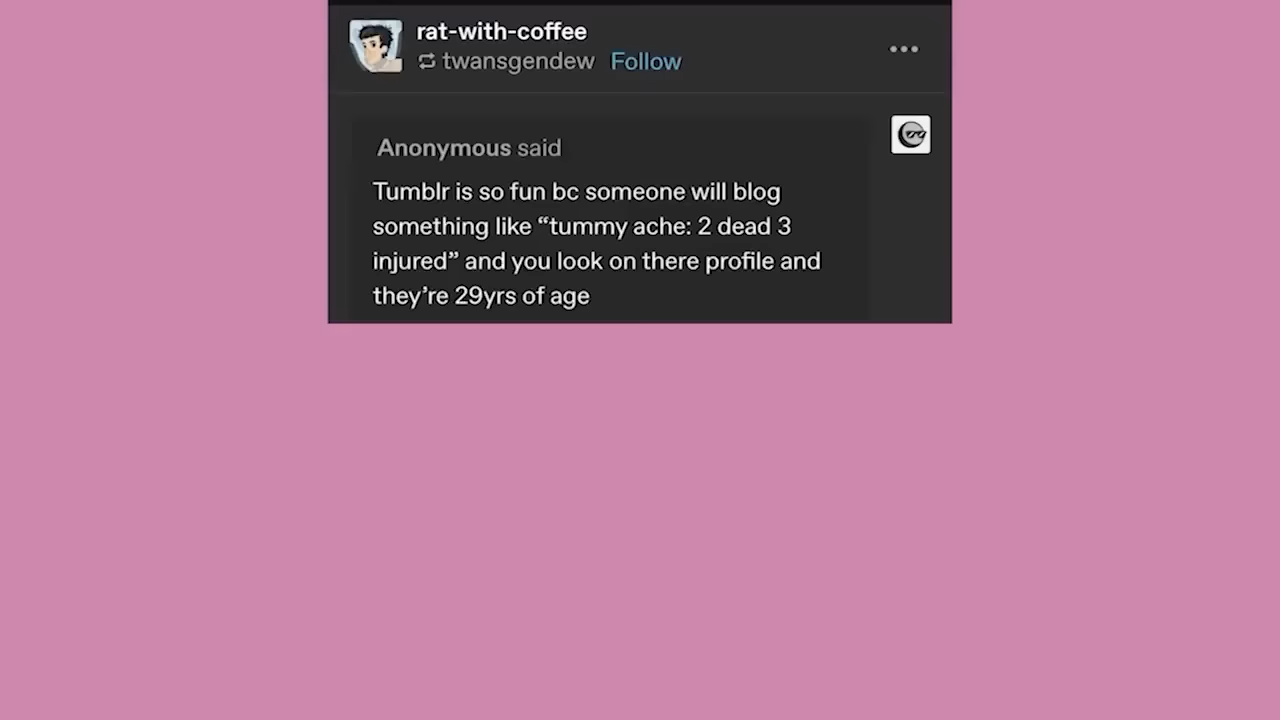 rat-with-coffee
twansgendew Follow
Anonymous said
Tumblr is so fun bc someone will blog
something like “tummy ache: 2 dead 3
injured” and you look on there profile and
they’re 29yrs of age